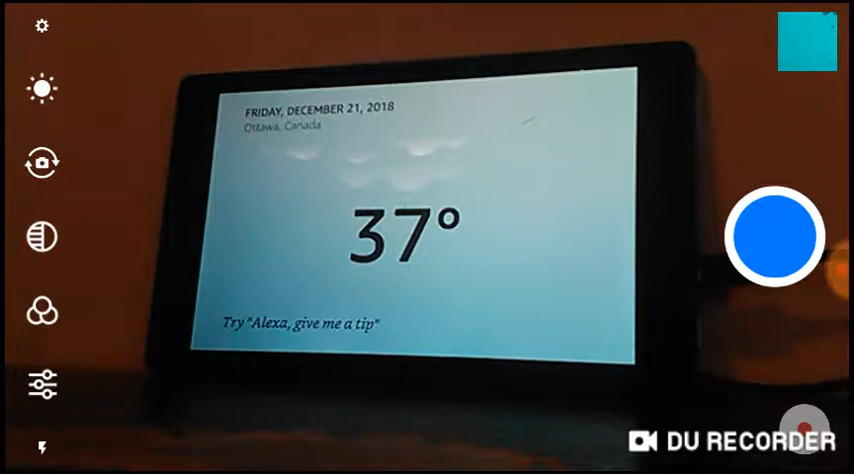 FRIDAY, DECEMBER 21, 2018
Ottawa, Canada
37°
Try "Alexa, give me a tip"
DU RECORDER